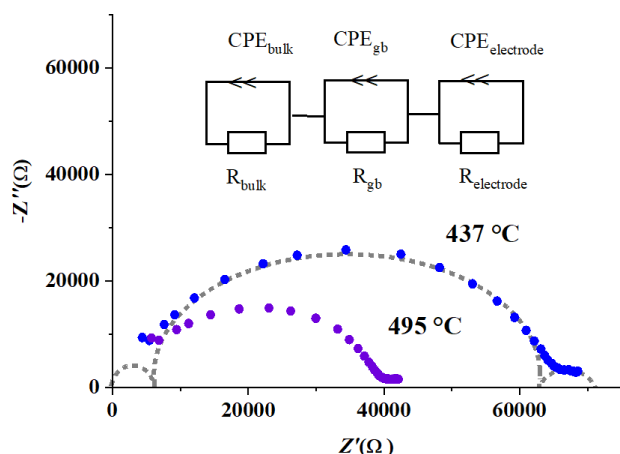 CPEbulk CPEgb CPEelectrode
Rbulk Rgb Relectrode
60000
40000
20000
0
-Z''(Ω)
437 °C
495 °C
0 20000 40000 60000
Z'(Ω)